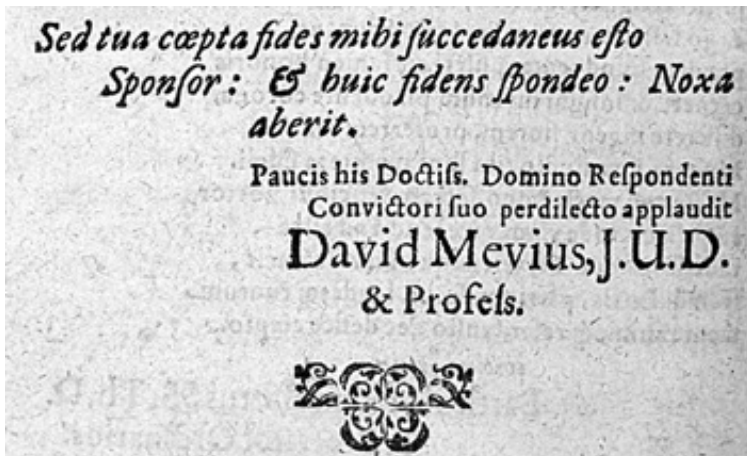 Sed tua cœpta fides mihi ſuccedaneus eſto
Sponſor: & huic fidens ſpondeo: Noxa
aberit.
Paucis his Doctiſs. Domino Reſpondenti
Convictori ſuo perdilecto applaudit
David Mevius, J.U.D.
& Profeſs.